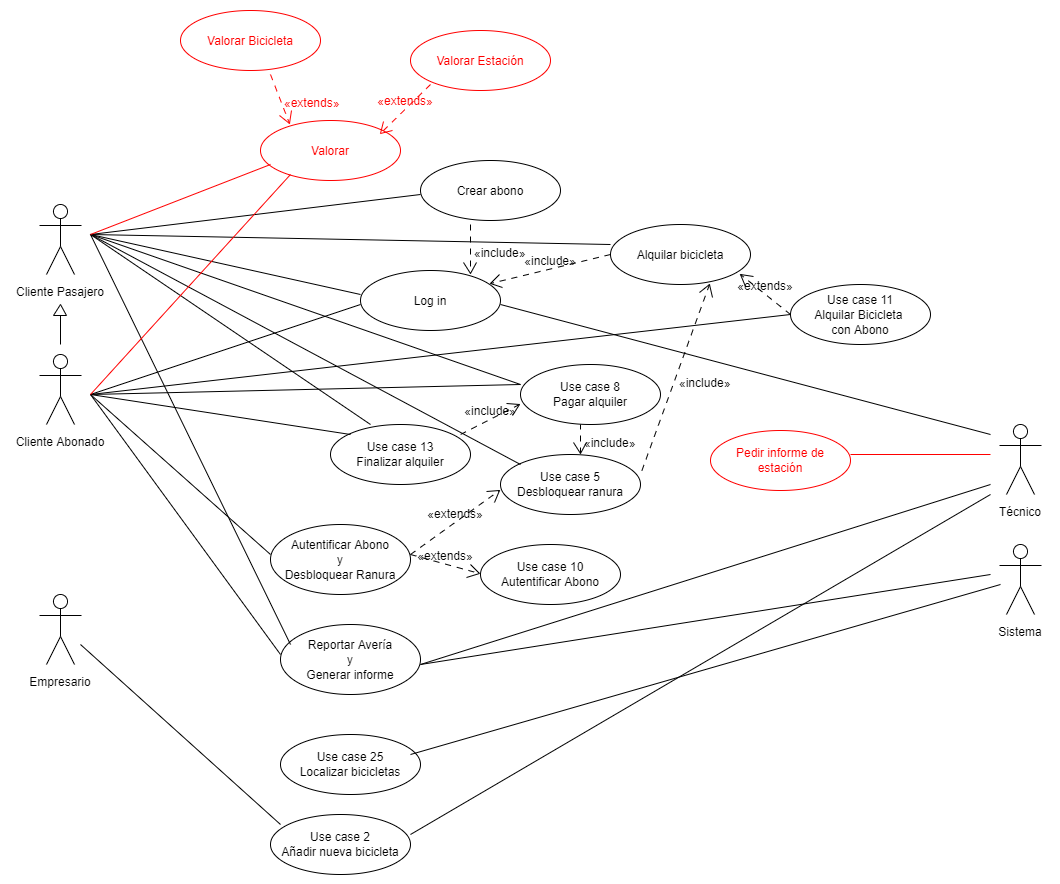 Valorar Bicicleta
Valorar Estación
«extends»
«extends»
Valorar
Crear abono
Cliente Pasajero
«include»
«include»
Alquilar bicicleta
Log in
«extends»
Use case 11
Alquilar Bicicleta
con Abono
Cliente Abonado
Use case 8
Pagar alquiler
«include»
«include»
Use case 13
Finalizar alquiler
«include»
Pedir informe de
estación
Use case 5
Desbloquear ranura
Técnico
«extends»
Autentificar Abono
y
Desbloquear Ranura
«extends»
Use case 10
Autentificar Abono
Sistema
Empresario
Reportar Avería
y
Generar informe
Use case 25
Localizar bicicletas
Use case 2
Añadir nueva bicicleta